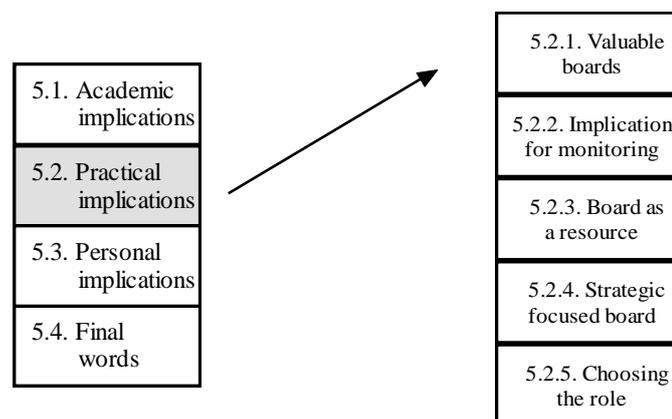 5.1. Academic
implications
5.2. Practical
implications
5.3. Personal
implications
5.4. Final
words
5.2.1. Valuable
boards
5.2.2. Implication
for monitoring
5.2.3. Board as
a resource
5.2.4. Strategic
focused board
5.2.5. Choosing
the role